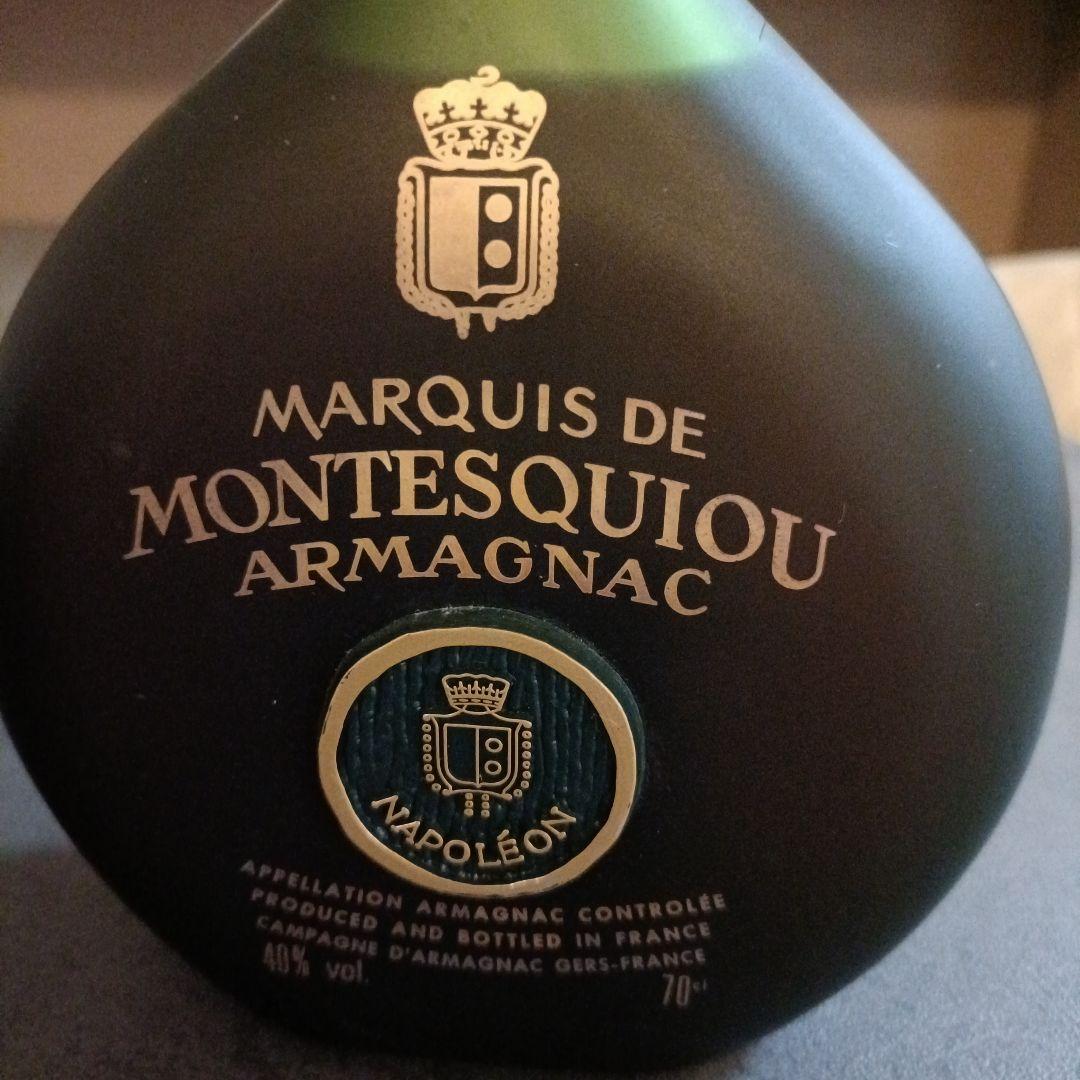 MARQUIS DE
MONTESQUIOU
ARMAGNAC
NAPOLÉON
APPELLATION ARMAGNAC CONTROLÉE
PRODUCED AND BOTTLED IN FRANCE
CAMPAGNE D'ARMAGNAC GERS-FRANCE
40% vol. 70cl